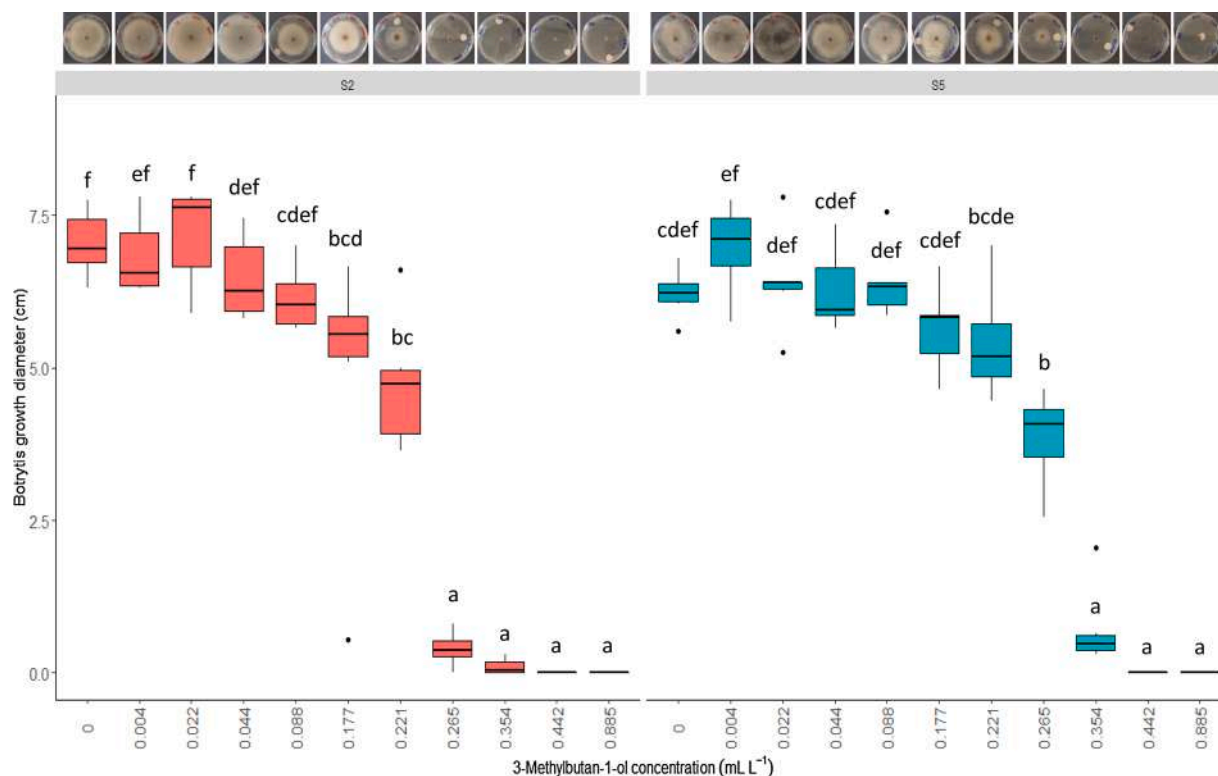 S2
S5
f
ef
f
def
cdef
bcd
bc
a
a
a
a
cdef
ef
def
cdef
def
cdef
bcde
b
a
a
a
7.5
5.0
2.5
0.0
Botrytis growth diameter (cm)
0
0.004
0.022
0.044
0.088
0.177
0.221
0.265
0.354
0.442
0.885
0
0.004
0.022
0.044
0.088
0.177
0.221
0.265
0.354
0.442
0.885
3-Methylbutan-1-ol concentration (mL L⁻¹)